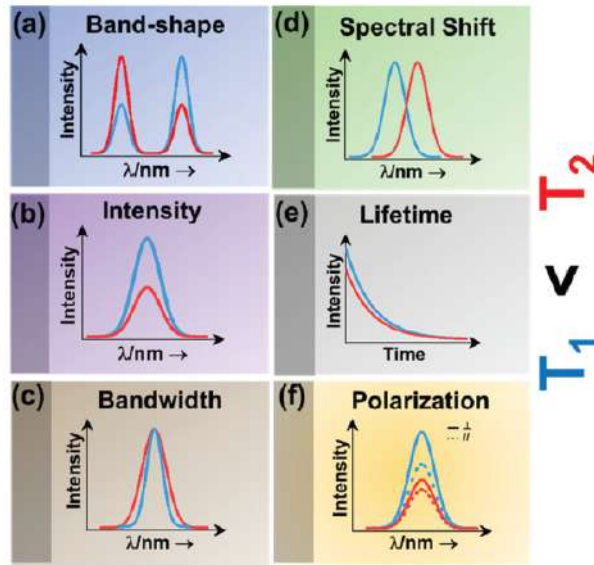 (a) Band-shape
Intensity
λ/nm →
(d) Spectral Shift
Intensity
λ/nm →
(b) Intensity
Intensity
λ/nm →
(e) Lifetime
Intensity
Time
(c) Bandwidth
Intensity
λ/nm →
(f) Polarization
Intensity
⊥
//
λ/nm →
T₁ < T₂